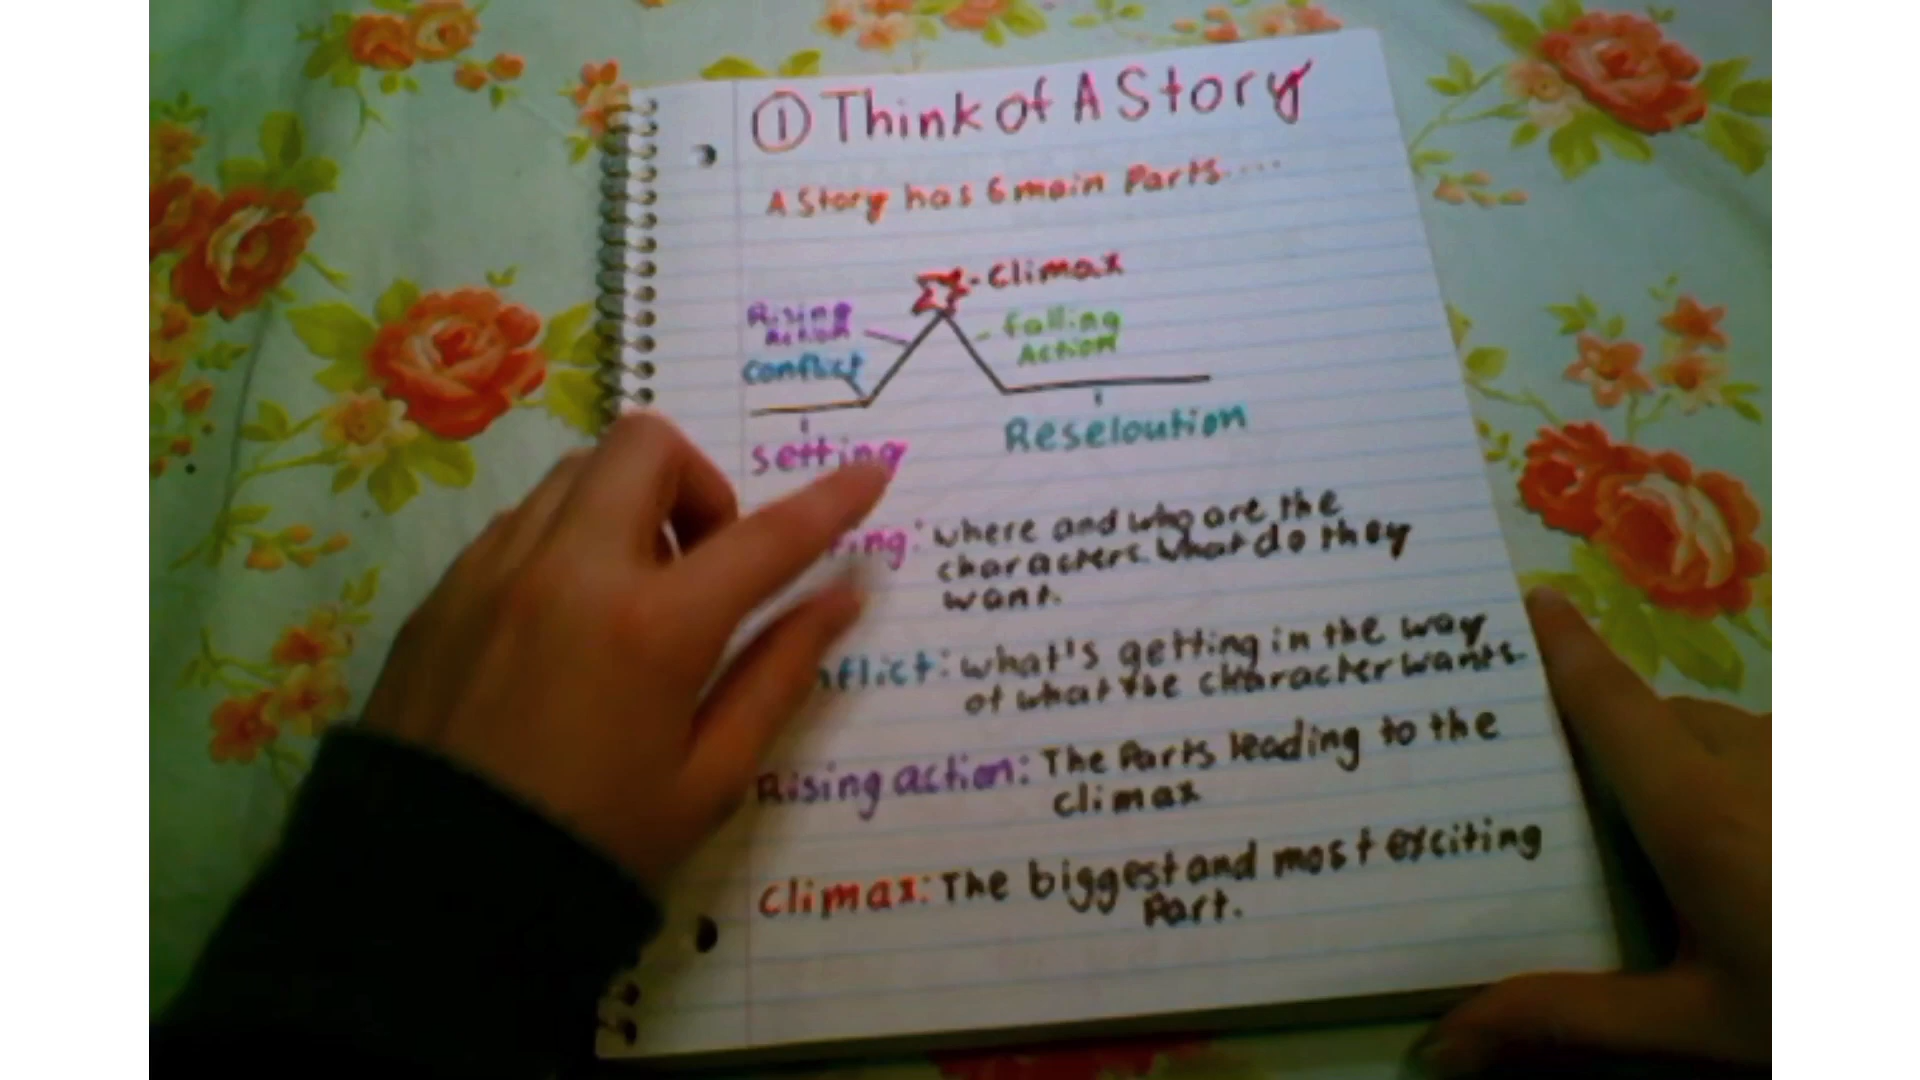 ① Think of A Story
A Story has 6 main Parts....
-Climax
Rising
Action
falling
Action
conflict
Reseloution
setting
where and who are the
characters. What do they
want.
what's getting in the way
of what the character wants.
Rising action: The Parts leading to the
climax
Climax: The biggest and most exciting
Part.